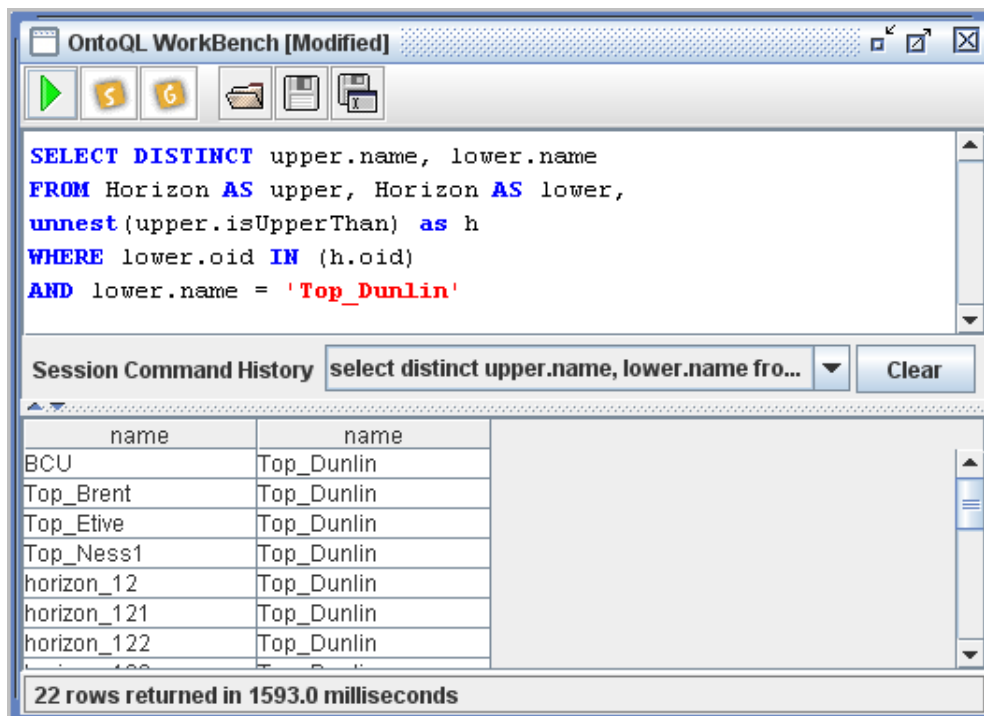 OntoQL WorkBench [Modified]
S G
SELECT DISTINCT upper.name, lower.name
FROM Horizon AS upper, Horizon AS lower,
unnest(upper.isUpperThan) as h
WHERE lower.oid IN (h.oid)
AND lower.name = 'Top_Dunlin'
Session Command History select distinct upper.name, lower.name fro... Clear
name name
BCU Top_Dunlin
Top_Brent Top_Dunlin
Top_Etive Top_Dunlin
Top_Ness1 Top_Dunlin
horizon_12 Top_Dunlin
horizon_121 Top_Dunlin
horizon_122 Top_Dunlin
22 rows returned in 1593.0 milliseconds